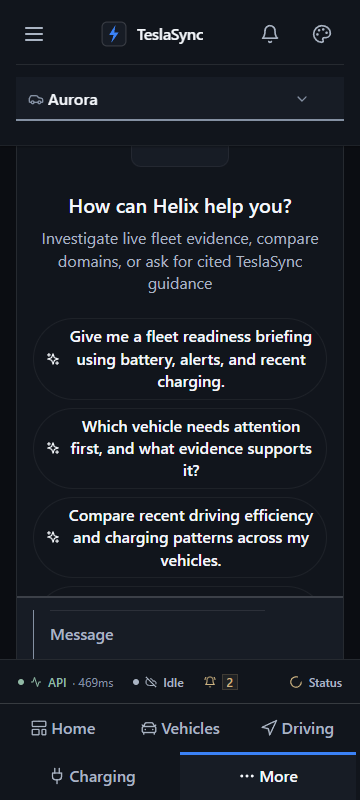 TeslaSync
Aurora
How can Helix help you?
Investigate live fleet evidence, compare
domains, or ask for cited TeslaSync
guidance
Give me a fleet readiness briefing
using battery, alerts, and recent
charging.
Which vehicle needs attention
first, and what evidence supports
it?
Compare recent driving efficiency
and charging patterns across my
vehicles.
Message
API · 469ms
Idle
2
Status
Home
Vehicles
Driving
Charging
More